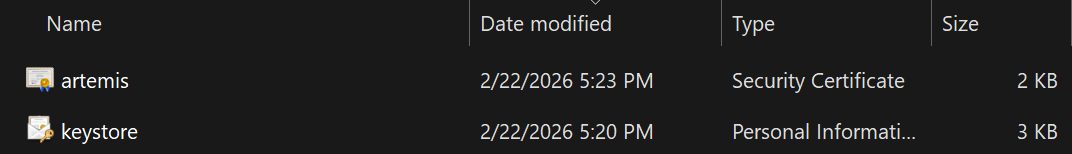 Name Date modified Type Size
artemis 2/22/2026 5:23 PM Security Certificate 2 KB
keystore 2/22/2026 5:20 PM Personal Informati... 3 KB